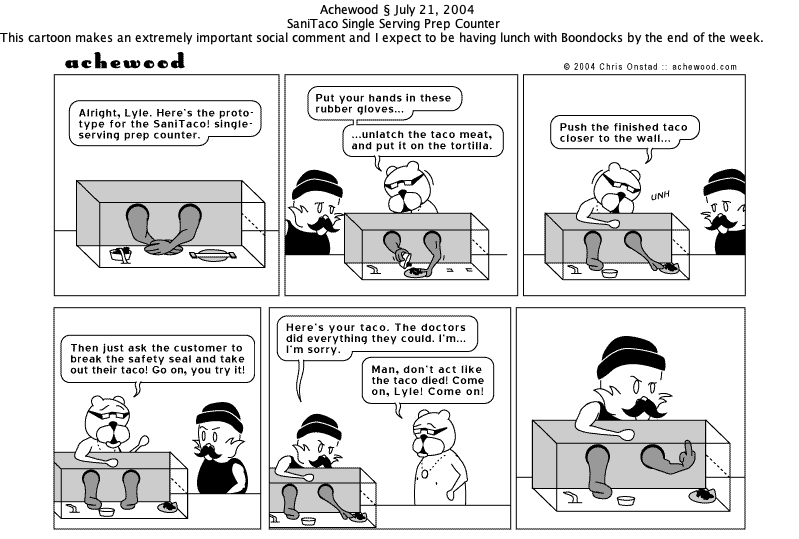 Achewood § July 21, 2004
SaniTaco Single Serving Prep Counter
This cartoon makes an extremely important social comment and I expect to be having lunch with Boondocks by the end of the week.
achewood
© 2004 Chris Onstad :: achewood.com
Alright, Lyle. Here's the proto-
type for the SaniTaco! single-
serving prep counter.
Put your hands in these
rubber gloves...
...unlatch the taco meat,
and put it on the tortilla.
Push the finished taco
closer to the wall...
UNH
Then just ask the customer to
break the safety seal and take
out their taco! Go on, you try it!
Here's your taco. The doctors
did everything they could. I'm...
I'm sorry.
Man, don't act like
the taco died! Come
on, Lyle! Come on!